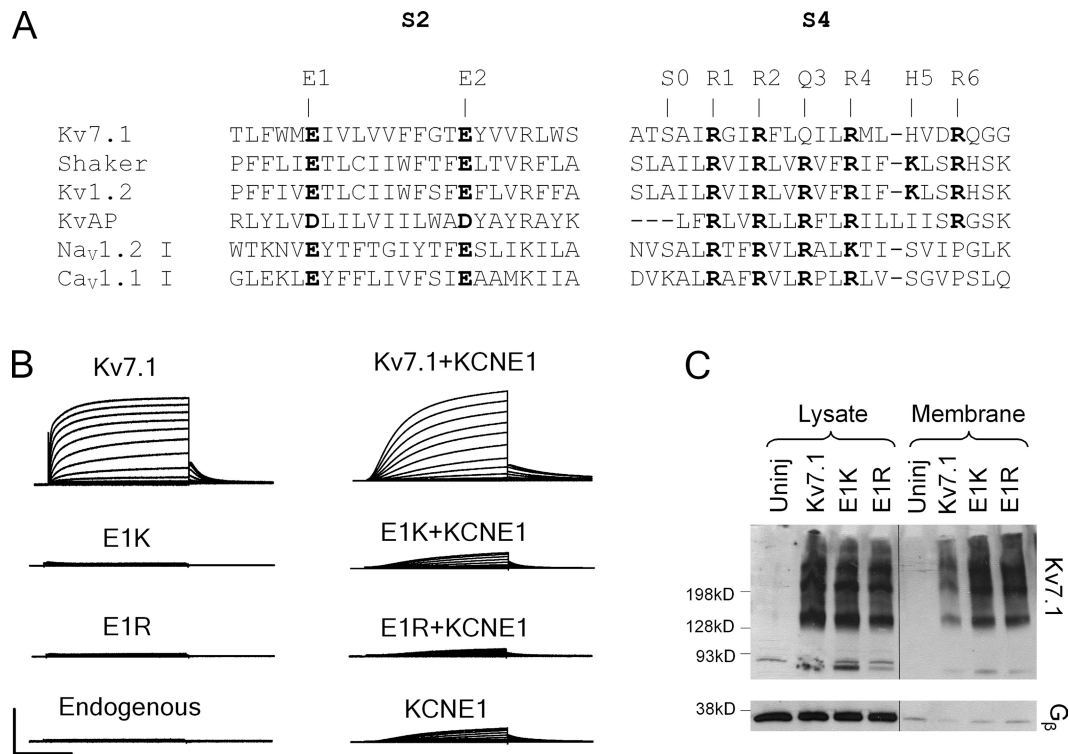 A
S2 S4
E1 E2 S0 R1 R2 Q3 R4 H5 R6
Kv7.1 TLFWMEIVLVVFFGTEYVVRLWS ATSAIRGIRFLQILRML-HVDRQGG
Shaker PFFLIETLCIIWFTFELTVRFLA SLAILRVIRLVRVFRIF-KLSRHSK
Kv1.2 PFFIVETLCIIWFSFEFLVRFFA SLAILRVIRLVRVFRIF-KLSRHSK
KvAP RLYLVDLILVIILWADYAYRAYK ---LFRLVRLLRFLRILLIISRGSK
NaV1.2 I WTKNVEYTFTGIYTFESLIKILA NVSALRTFRVLRALKTI-SVIPGLK
CaV1.1 I GLEKLEYFFLIVFSIEAAMKIIA DVKALRAFRVLRPLRLV-SGVPSLQ
B
Kv7.1 Kv7.1+KCNE1
E1K E1K+KCNE1
E1R E1R+KCNE1
Endogenous KCNE1
C
Lysate Membrane
Uninj Kv7.1 E1K E1R Uninj Kv7.1 E1K E1R
198kD
128kD
93kD
Kv7.1
38kD
Gβ